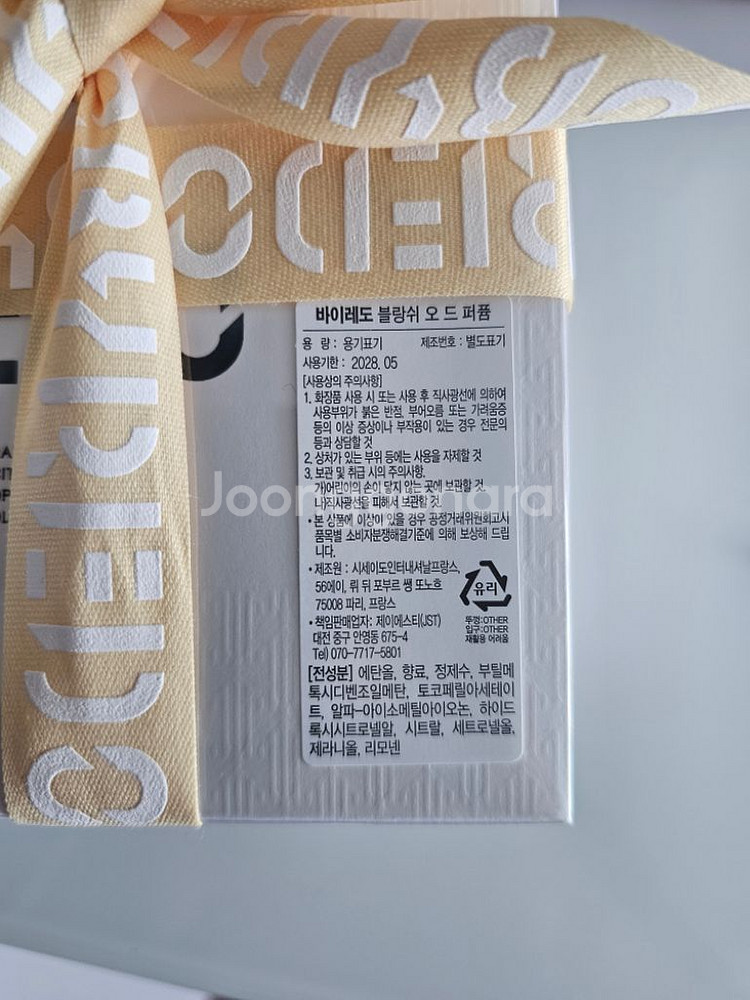 바이레도 블랑쉬 오 드 퍼퓸
용 량 : 용기표기 제조번호 : 별도표기
사용기한 : 2028. 05
[사용상의 주의사항]
1. 화장품 사용 시 또는 사용 후 직사광선에 의하여
사용부위가 붉은 반점, 부어오름 또는 가려움증
등의 이상 증상이나 부작용이 있는 경우 전문의
등과 상담할 것
2. 상처가 있는 부위 등에는 사용을 자제할 것
3. 보관 및 취급 시의 주의사항.
가)어린이의 손이 닿지 않는 곳에 보관할 것.
나)직사광선을 피해서 보관할 것.
• 본 상품에 이상이 있을 경우 공정거래위원회고시
품목별 소비자분쟁해결기준에 의해 보상해 드립
니다.
• 제조원 : 시세이도인터내셔날프랑스,
56에이, 뤼 뒤 포부르 쌩 또노호
75008 파리, 프랑스
• 책임판매업자: 제이에스티(JST)
대전 중구 안영동 675-4
Tel) 070-7717-5801
유리
뚜껑:OTHER
입구:OTHER
재활용 어려움
[전성분] 에탄올, 향료, 정제수, 부틸메
톡시디벤조일메탄, 토코페릴아세테이
트, 알파-아이소메틸아이오논, 하이드
록시시트로넬알, 시트랄, 시트로넬올,
제라니올, 리모넨